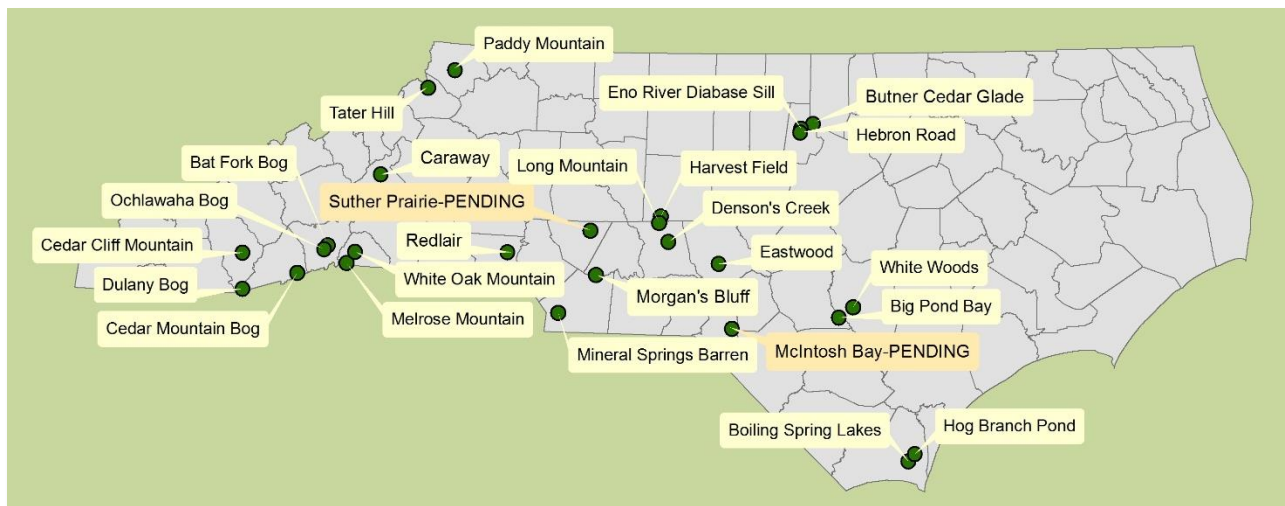 Paddy Mountain
Tater Hill
Eno River Diabase Sill
Butner Cedar Glade
Hebron Road
Bat Fork Bog
Caraway
Long Mountain
Harvest Field
Ochlawaha Bog
Suther Prairie-PENDING
Denson's Creek
Cedar Cliff Mountain
Redlair
Eastwood
White Oak Mountain
White Woods
Dulany Bog
Morgan's Bluff
Big Pond Bay
Cedar Mountain Bog
Melrose Mountain
Mineral Springs Barren
McIntosh Bay-PENDING
Boiling Spring Lakes
Hog Branch Pond